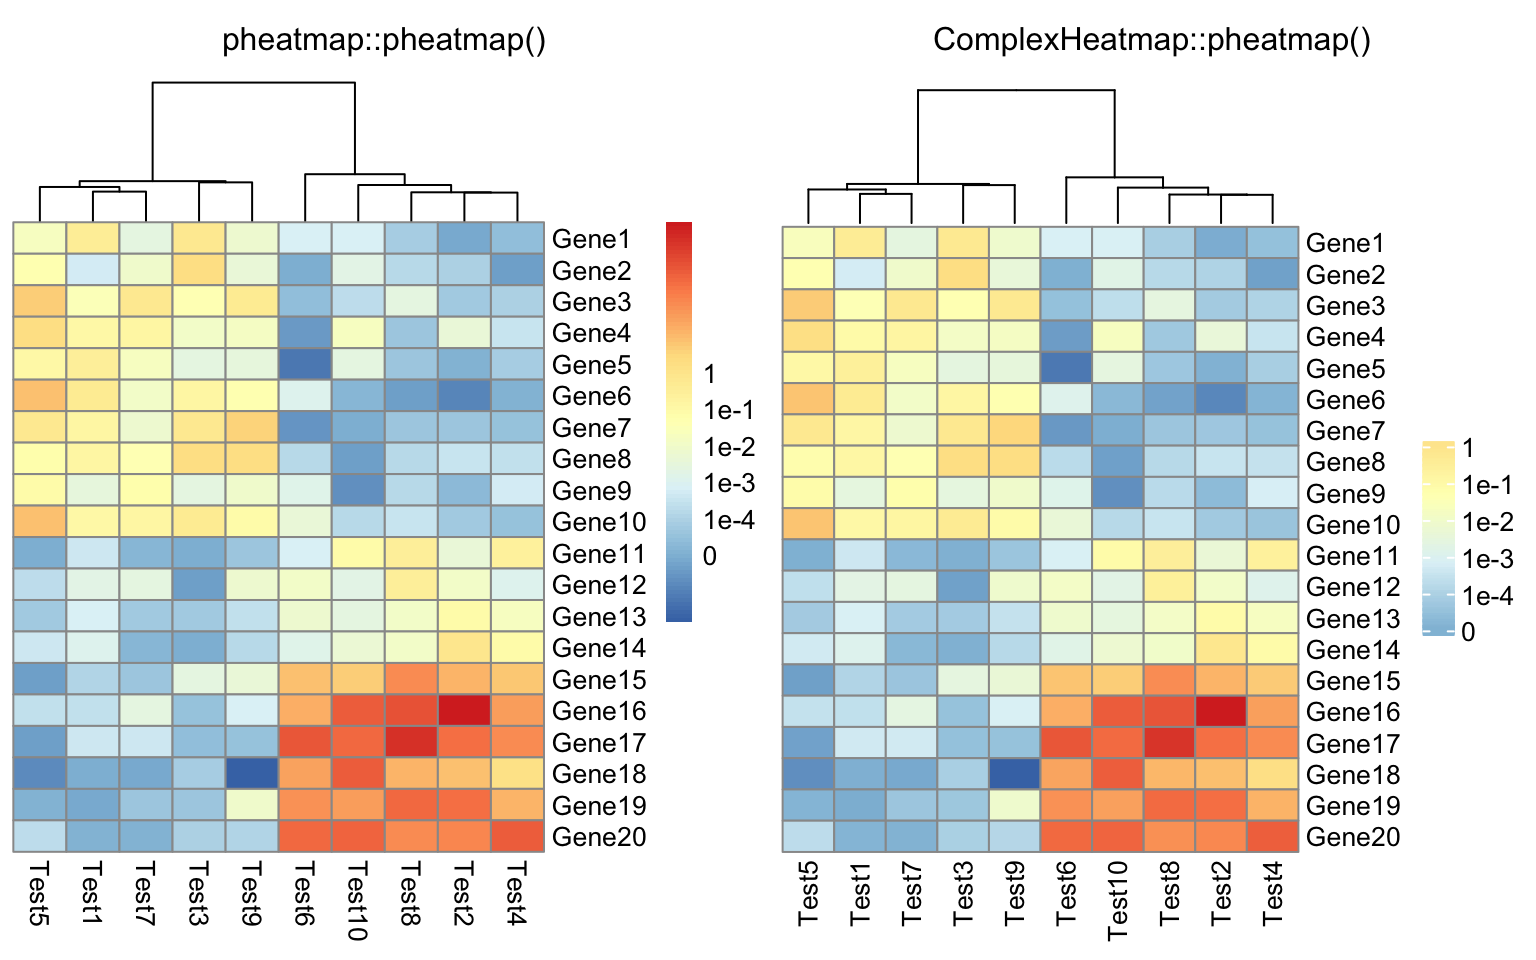 pheatmap::pheatmap()
Gene1
Gene2
Gene3
Gene4
Gene5
Gene6
Gene7
Gene8
Gene9
Gene10
Gene11
Gene12
Gene13
Gene14
Gene15
Gene16
Gene17
Gene18
Gene19
Gene20
Test5
Test1
Test7
Test3
Test9
Test6
Test10
Test8
Test2
Test4
1
1e-1
1e-2
1e-3
1e-4
0
ComplexHeatmap::pheatmap()
Gene1
Gene2
Gene3
Gene4
Gene5
Gene6
Gene7
Gene8
Gene9
Gene10
Gene11
Gene12
Gene13
Gene14
Gene15
Gene16
Gene17
Gene18
Gene19
Gene20
Test5
Test1
Test7
Test3
Test9
Test6
Test10
Test8
Test2
Test4
1
1e-1
1e-2
1e-3
1e-4
0